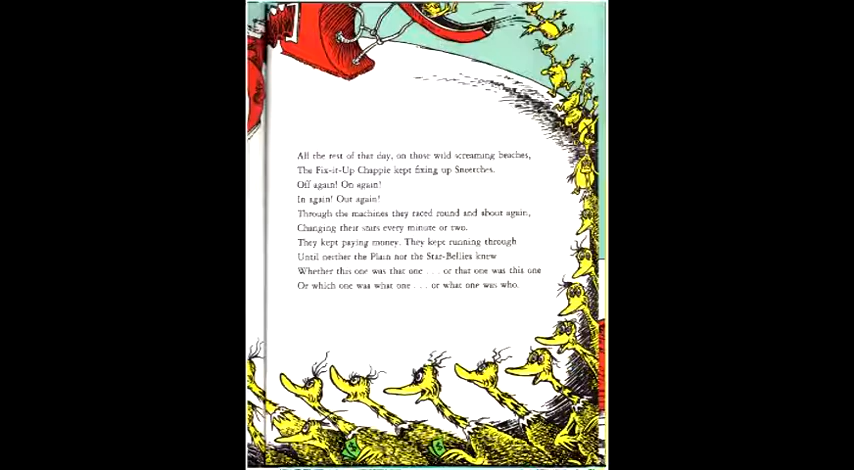 All the rest of that day, on those wild screaming beaches,
The Fix-it-Up Chappie kept fixing up Sneetches.
Off again! On again!
In again! Out again!
Through the machines they raced round and about again,
Changing their stars every minute or two.
They kept paying money. They kept running through
Until neither the Plain nor the Star-Bellies knew
Whether this one was that one . . . or that one was this one
Or which one was what one . . . or what one was who.